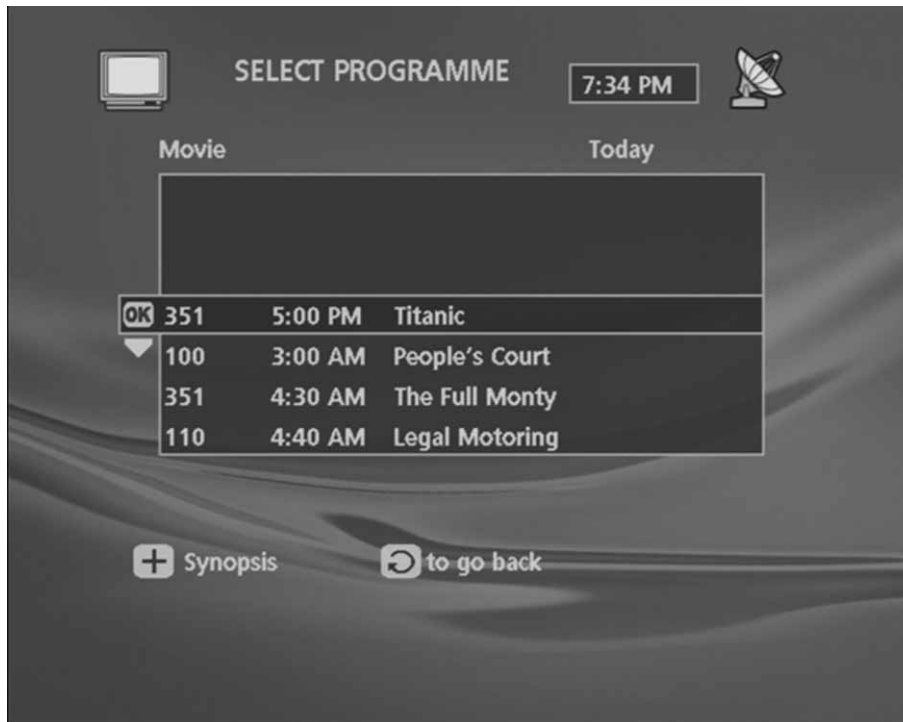 SELECT PROGRAMME 7:34 PM
Movie Today
OK 351 5:00 PM Titanic
100 3:00 AM People's Court
351 4:30 AM The Full Monty
110 4:40 AM Legal Motoring
+ Synopsis to go back